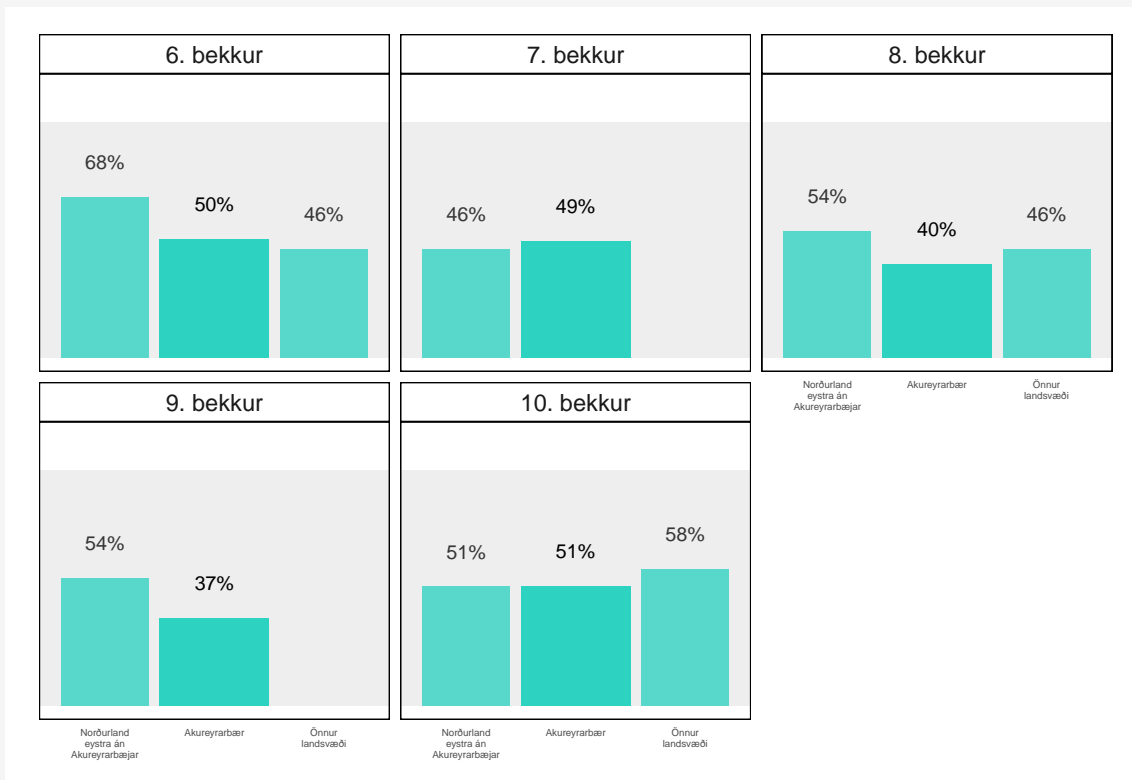 6. bekkur
68%
50%
46%
7. bekkur
46%
49%
8. bekkur
54%
40%
46%
Norðurland
eystra án
Akureyrarbæjar
Akureyrarbær
Önnur
landsvæði
9. bekkur
54%
37%
Norðurland
eystra án
Akureyrarbæjar
Akureyrarbær
Önnur
landsvæði
10. bekkur
51%
51%
58%
Norðurland
eystra án
Akureyrarbæjar
Akureyrarbær
Önnur
landsvæði